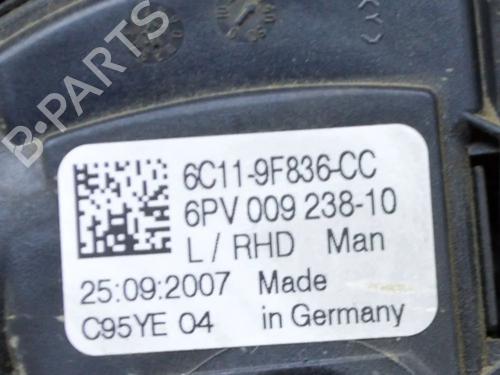 B-PARTS
6C11-9F836-CC
6PV 009 238-10
L / RHD Man
25:09:2007 Made
C95YE 04 in Germany